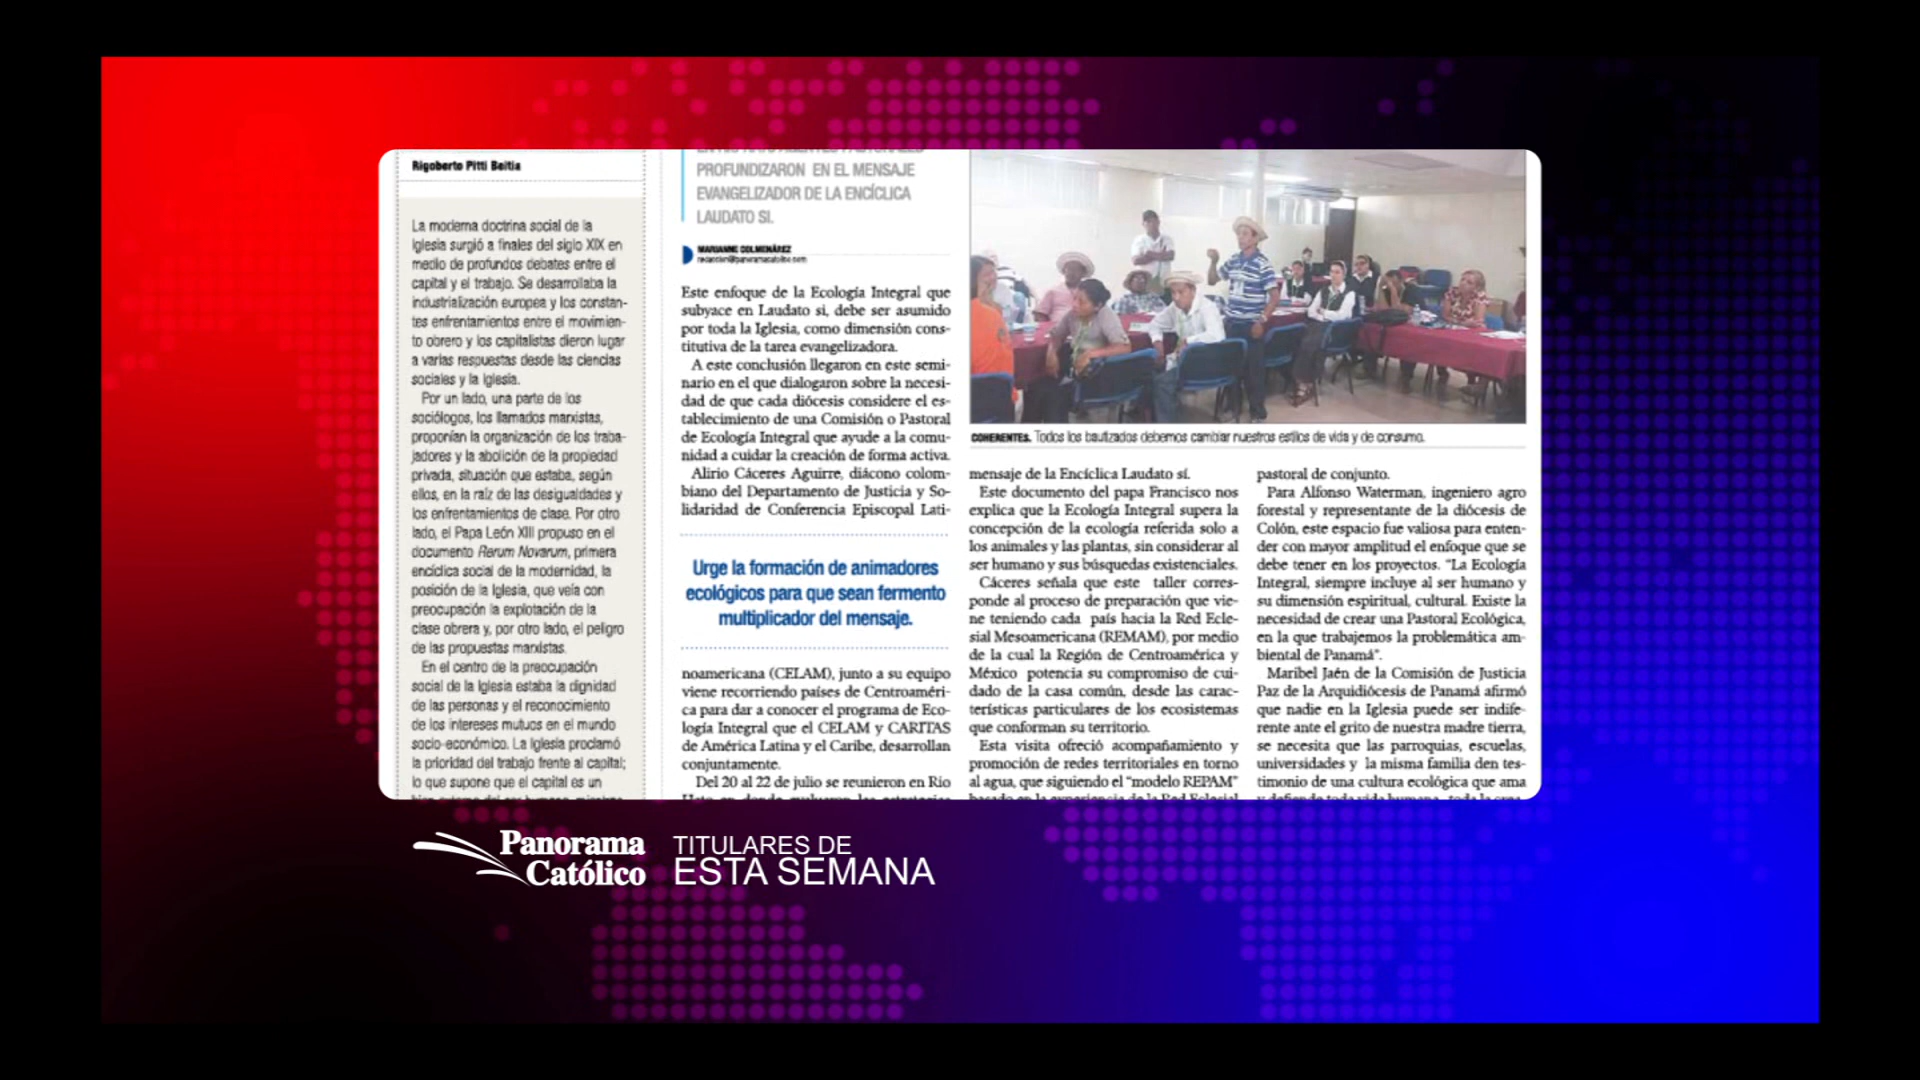 Rigoberto Pitti Beitia
La moderna doctrina social de la
Iglesia surgió a finales del siglo XIX en
medio de profundos debates entre el
capital y el trabajo. Se desarrollaba la
industrialización europea y los constan-
tes enfrentamientos entre el movimien-
to obrero y los capitalistas dieron lugar
a varias respuestas desde las ciencias
sociales y la Iglesia.
Por un lado, una parte de los
sociólogos, los llamados marxistas,
proponían la organización de los traba-
jadores y la abolición de la propiedad
privada, situación que estaba, según
ellos, en la raíz de las desigualdades y
los enfrentamientos de clase. Por otro
lado, el Papa León XIII propuso en el
documento Rerum Novarum, primera
encíclica social de la modernidad, la
posición de la Iglesia, que veía con
preocupación la explotación de la
clase obrera y, por otro lado, el peligro
de las propuestas marxistas.
En el centro de la preocupación
social de la Iglesia estaba la dignidad
de las personas y el reconocimiento
de los intereses mutuos en el mundo
socio-económico. La Iglesia proclamó
la prioridad del trabajo frente al capital;
lo que supone que el capital es un
PROFUNDIZARON EN EL MENSAJE
EVANGELIZADOR DE LA ENCÍCLICA
LAUDATO SI.
MARIANNE COLMENÁREZ
redaccion@panoramacatolico.com
Este enfoque de la Ecología Integral que
subyace en Laudato si, debe ser asumido
por toda la Iglesia, como dimensión cons-
titutiva de la tarea evangelizadora.
A este conclusión llegaron en este semi-
nario en el que dialogaron sobre la necesi-
dad de que cada diócesis considere el es-
tablecimiento de una Comisión o Pastoral
de Ecología Integral que ayude a la comu-
nidad a cuidar la creación de forma activa.
Alirio Cáceres Aguirre, diácono colom-
biano del Departamento de Justicia y So-
lidaridad de Conferencia Episcopal Lati-
Urge la formación de animadores
ecológicos para que sean fermento
multiplicador del mensaje.
noamericana (CELAM), junto a su equipo
viene recorriendo países de Centroaméri-
ca para dar a conocer el programa de Eco-
logía Integral que el CELAM y CARITAS
de América Latina y el Caribe, desarrollan
conjuntamente.
Del 20 al 22 de julio se reunieron en Rio
COHERENTES. Todos los bautizados debemos cambiar nuestros estilos de vida y de consumo.
mensaje de la Encíclica Laudato sí.
Este documento del papa Francisco nos
explica que la Ecología Integral supera la
concepción de la ecología referida solo a
los animales y las plantas, sin considerar al
ser humano y sus búsquedas existenciales.
Cáceres señala que este taller corres-
ponde al proceso de preparación que vie-
ne teniendo cada país hacia la Red Ecle-
sial Mesoamericana (REMAM), por medio
de la cual la Región de Centroamérica y
México potencia su compromiso de cui-
dado de la casa común, desde las carac-
terísticas particulares de los ecosistemas
que conforman su territorio.
Esta visita ofreció acompañamiento y
promoción de redes territoriales en torno
al agua, que siguiendo el "modelo REPAM"
basado en la experiencia de la Red Eclesial
pastoral de conjunto.
Para Alfonso Waterman, ingeniero agro
forestal y representante de la diócesis de
Colón, este espacio fue valiosa para enten-
der con mayor amplitud el enfoque que se
debe tener en los proyectos. "La Ecología
Integral, siempre incluye al ser humano y
su dimensión espiritual, cultural. Existe la
necesidad de crear una Pastoral Ecológica,
en la que trabajemos la problemática am-
biental de Panamá".
Maribel Jaén de la Comisión de Justicia
Paz de la Arquidiócesis de Panamá afirmó
que nadie en la Iglesia puede ser indife-
rente ante el grito de nuestra madre tierra,
se necesita que las parroquias, escuelas,
universidades y la misma familia den tes-
timonio de una cultura ecológica que ama
Panorama
Católico
TITULARES DE
ESTA SEMANA